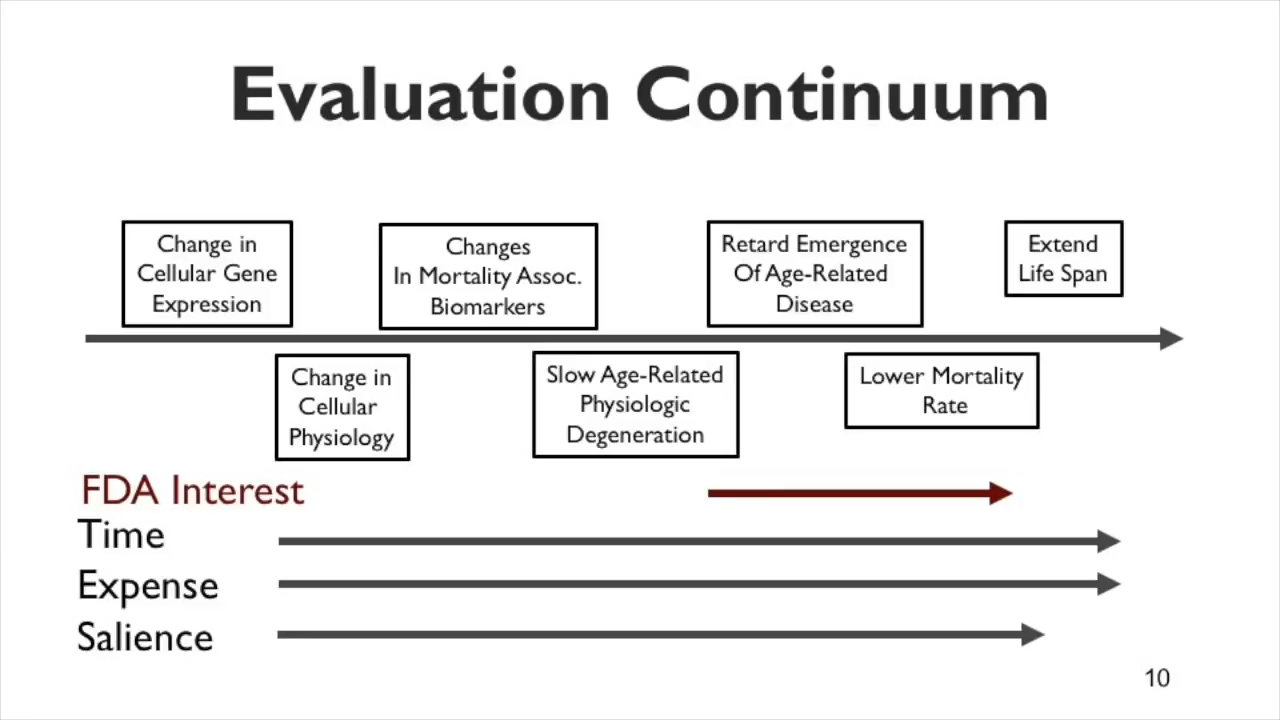 Evaluation Continuum
Change in
Cellular Gene
Expression
Changes
In Mortality Assoc.
Biomarkers
Retard Emergence
Of Age-Related
Disease
Extend
Life Span
Change in
Cellular
Physiology
Slow Age-Related
Physiologic
Degeneration
Lower Mortality
Rate
FDA Interest
Time
Expense
Salience
10